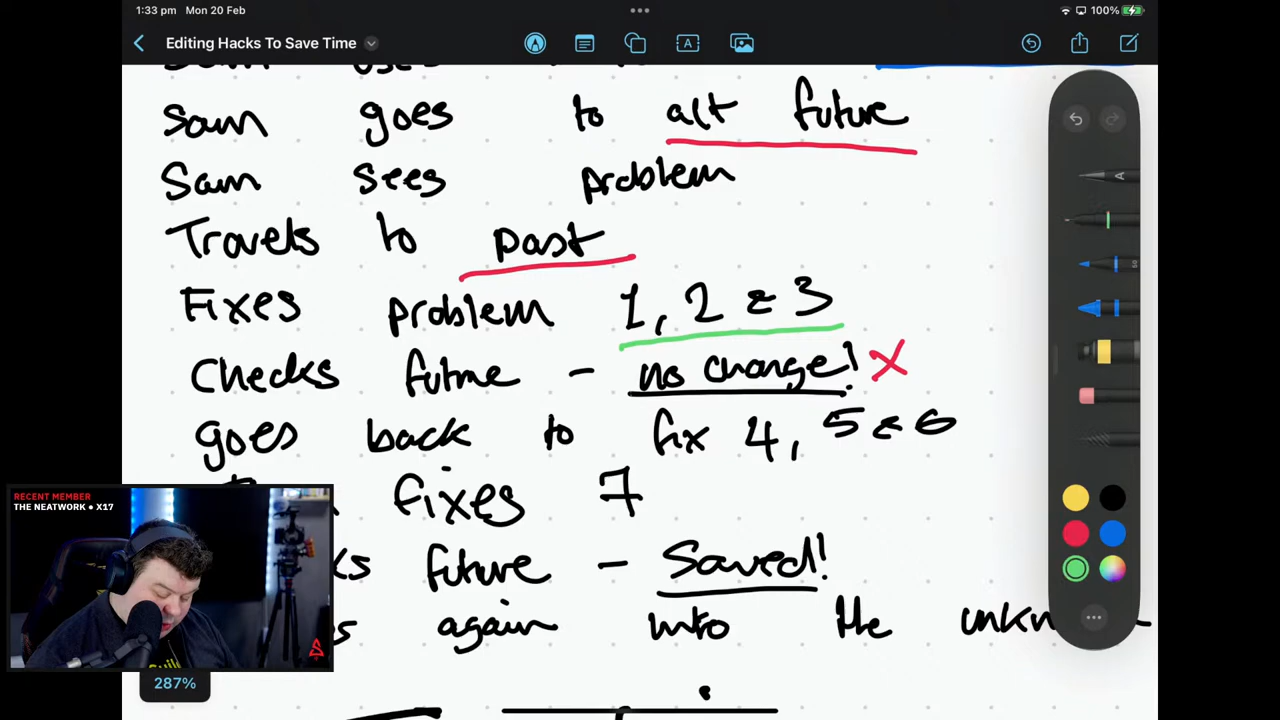 1:33 pm Mon 20 Feb
100%
Editing Hacks To Save Time
A
Sam goes to alt future
Sam sees problem
Travels to past
Fixes problem 1, 2 & 3
Checks future - no change! X
goes back to fix 4, 5 & 6
fixes 7
future - Saved!
again into the
RECENT MEMBER
THE NEATWORK • X17
287%